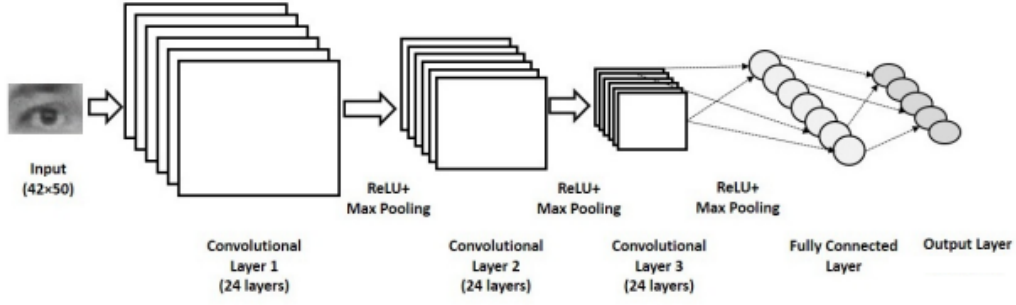 Input
(42×50)
ReLU+
Max Pooling
ReLU+
Max Pooling
ReLU+
Max Pooling
Convolutional
Layer 1
(24 layers)
Convolutional
Layer 2
(24 layers)
Convolutional
Layer 3
(24 layers)
Fully Connected
Layer
Output Layer